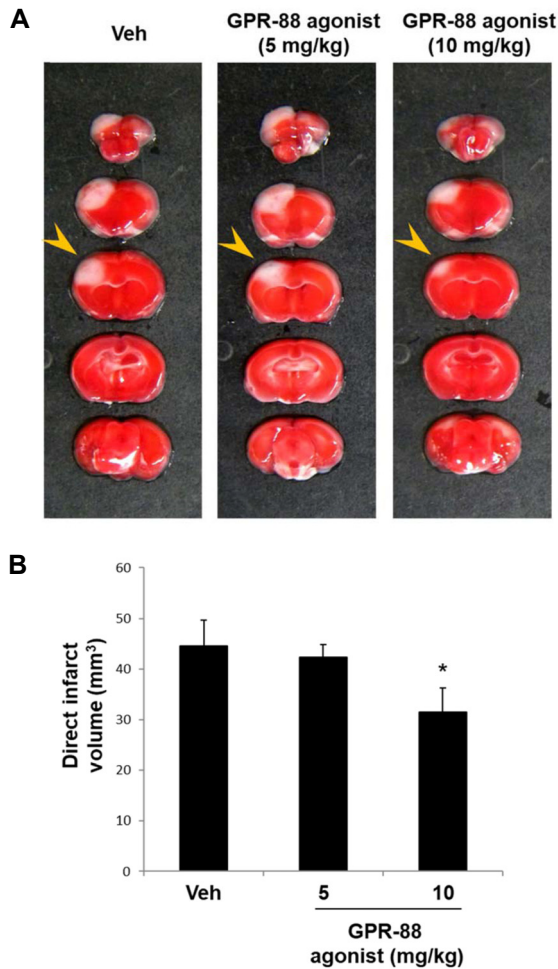 A
Veh
GPR-88 agonist
(5 mg/kg)
GPR-88 agonist
(10 mg/kg)
B
Direct infarct
volume (mm³)
60
50
40
30
20
10
0
*
Veh
5
10
GPR-88
agonist (mg/kg)